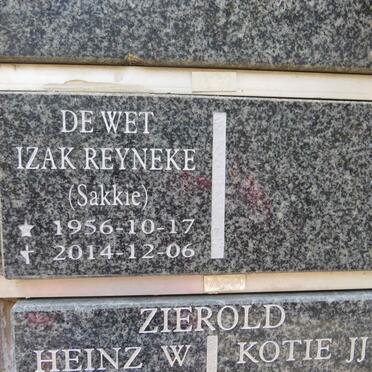 DE WET
IZAK REYNEKE
(Sakkie)
1956-10-17
2014-12-06
ZIEROLD
HEINZ W KOTIE JJ